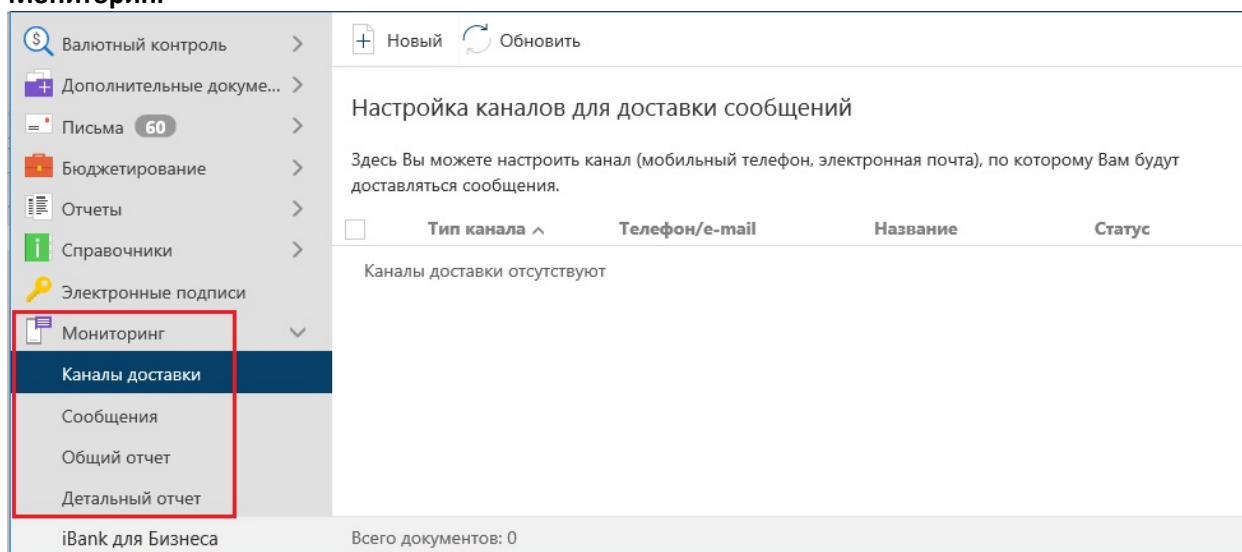 Мониторинг
Валютный контроль
Дополнительные докуме...
Письма 60
Бюджетирование
Отчеты
Справочники
Электронные подписи
Мониторинг
Каналы доставки
Сообщения
Общий отчет
Детальный отчет
iBank для Бизнеса
Новый Обновить
Настройка каналов для доставки сообщений
Здесь Вы можете настроить канал (мобильный телефон, электронная почта), по которому Вам будут
доставляться сообщения.
Тип канала Телефон/e-mail Название Статус
Каналы доставки отсутствуют
Всего документов: 0